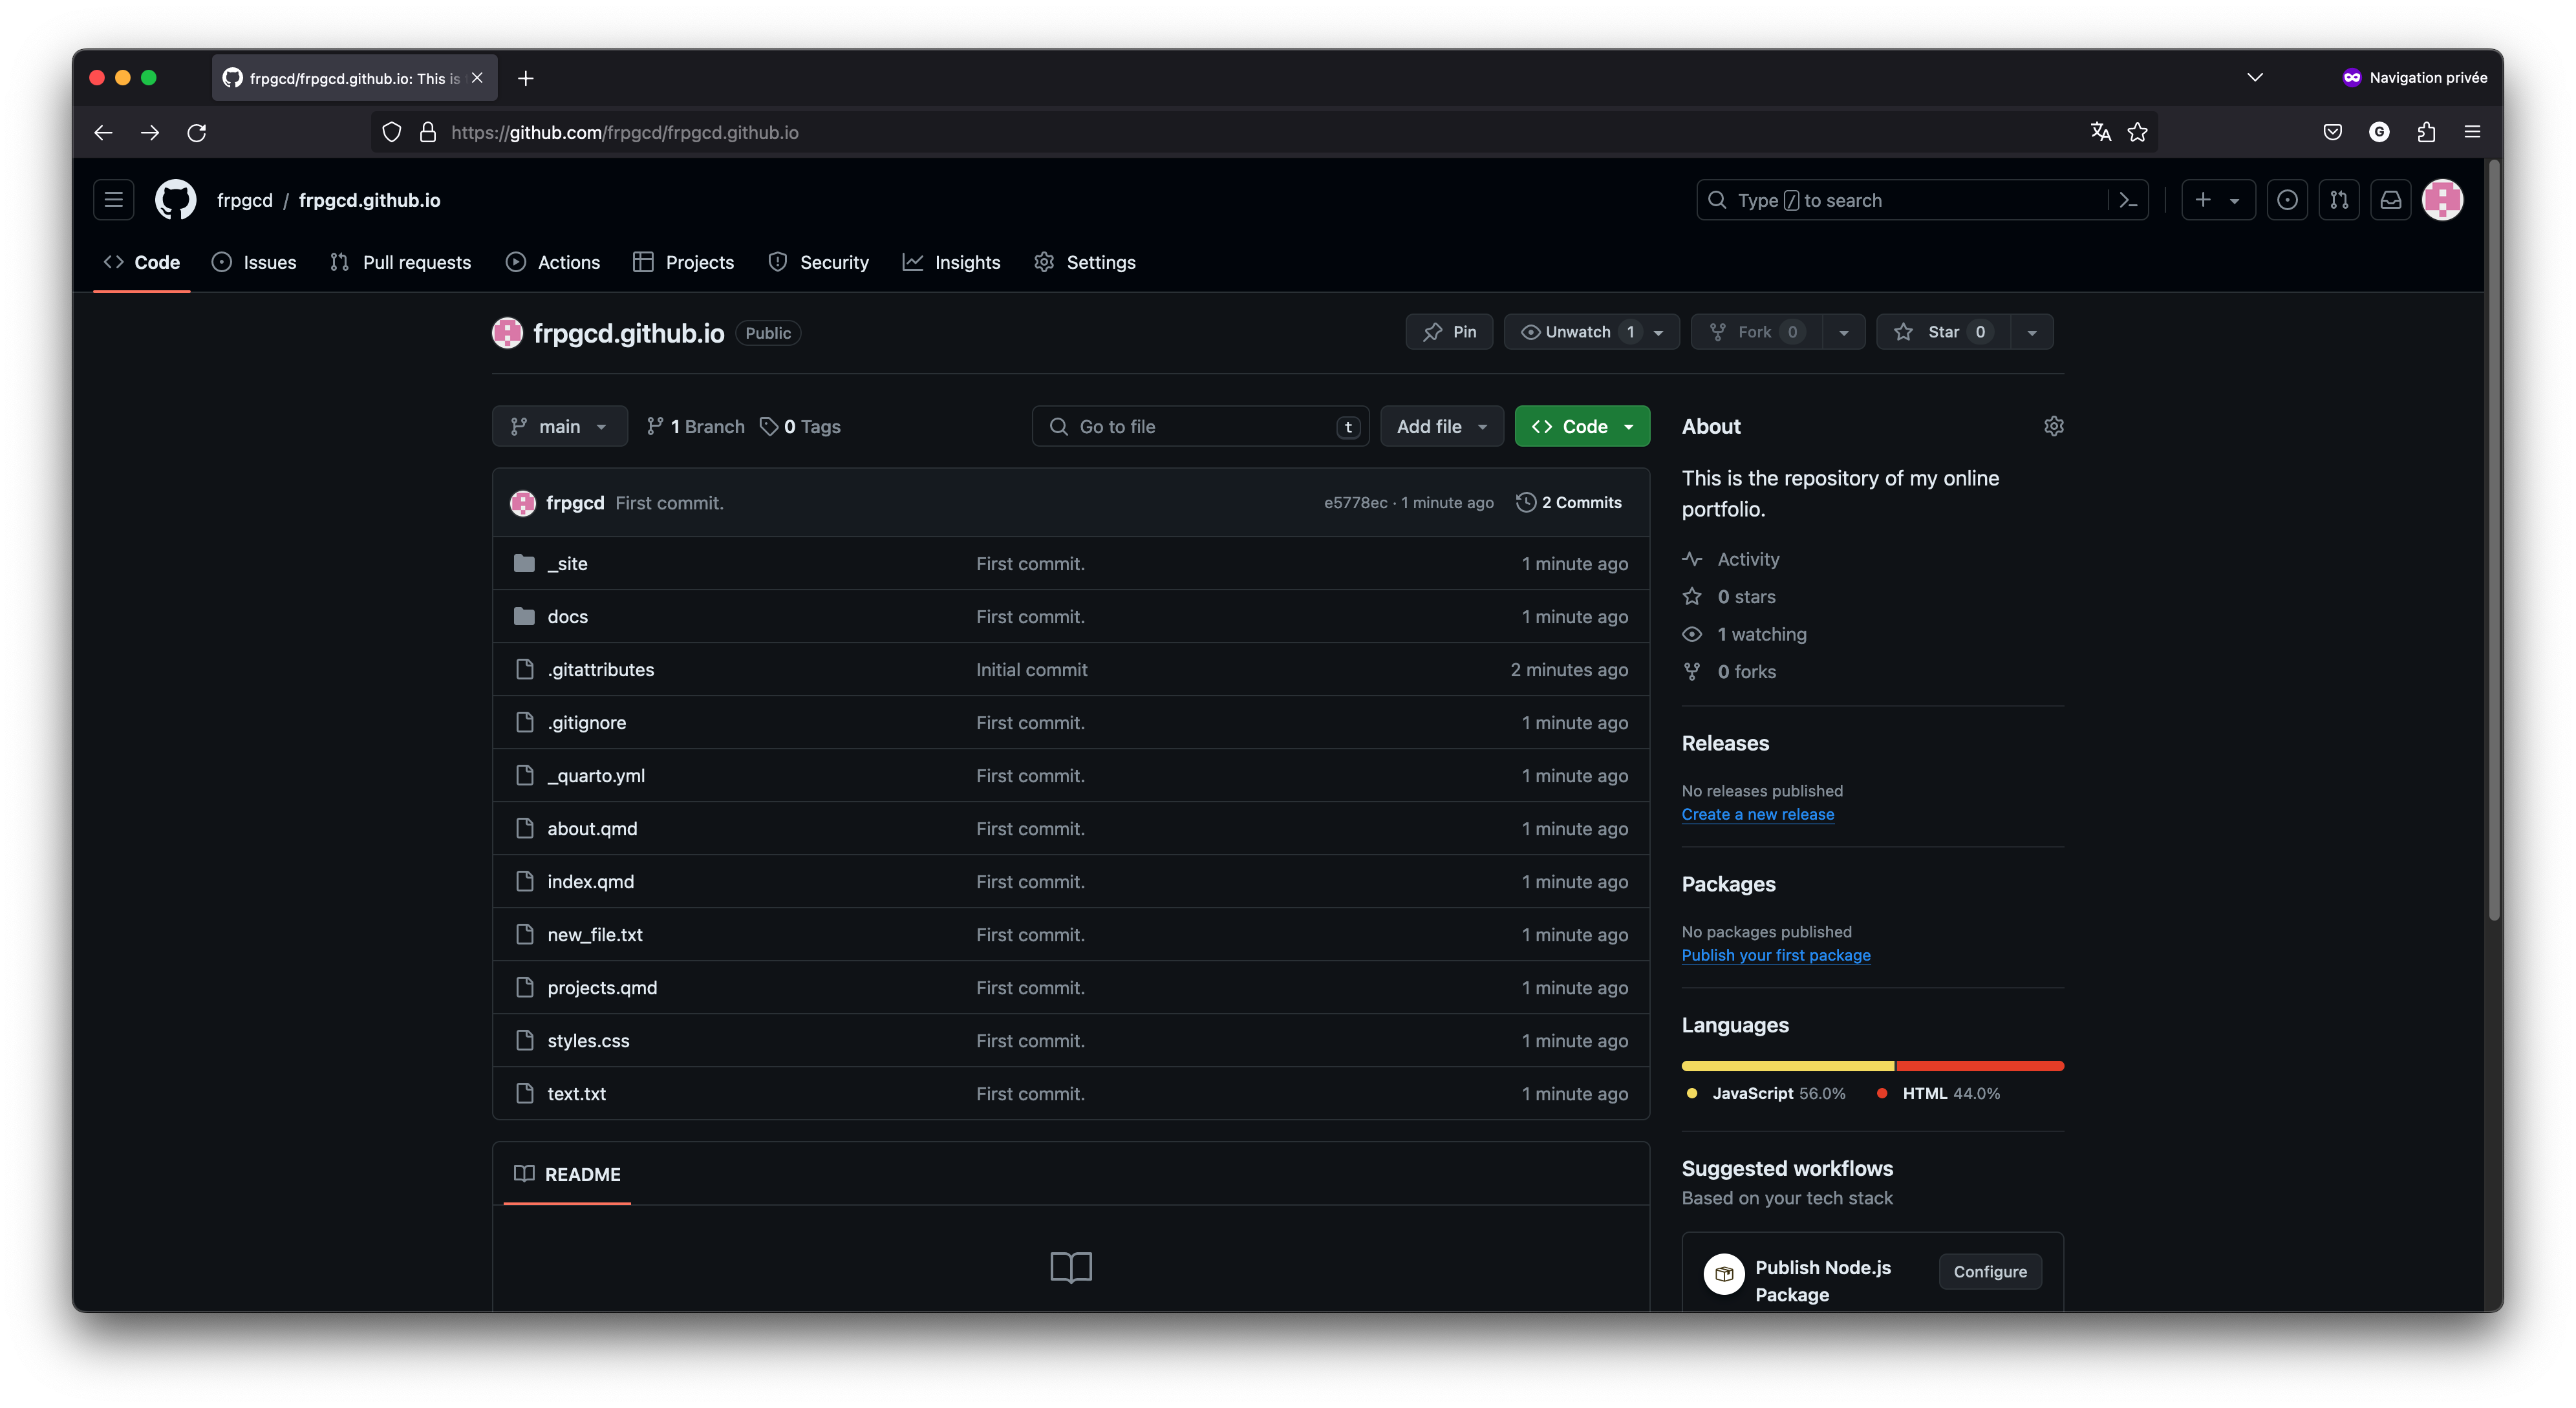 frpgcd/frpgcd.github.io: This is
Navigation privée
https://github.com/frpgcd/frpgcd.github.io
G
frpgcd / frpgcd.github.io
Type / to search
Code Issues Pull requests Actions Projects Security Insights Settings
frpgcd.github.io Public
Pin Unwatch 1 Fork 0 Star 0
main 1 Branch 0 Tags Go to file t Add file Code
frpgcd First commit. e5778ec · 1 minute ago 2 Commits
_site First commit. 1 minute ago
docs First commit. 1 minute ago
.gitattributes Initial commit 2 minutes ago
.gitignore First commit. 1 minute ago
_quarto.yml First commit. 1 minute ago
about.qmd First commit. 1 minute ago
index.qmd First commit. 1 minute ago
new_file.txt First commit. 1 minute ago
projects.qmd First commit. 1 minute ago
styles.css First commit. 1 minute ago
text.txt First commit. 1 minute ago
README
About
This is the repository of my online
portfolio.
Activity
0 stars
1 watching
0 forks
Releases
No releases published
Create a new release
Packages
No packages published
Publish your first package
Languages
JavaScript 56.0% HTML 44.0%
Suggested workflows
Based on your tech stack
Publish Node.js
Package
Configure